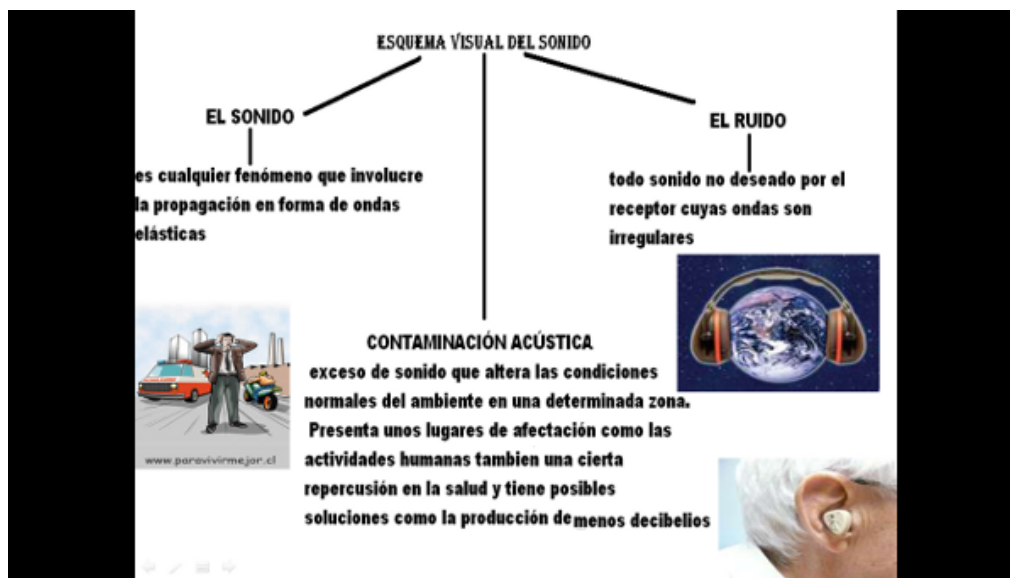 ESQUEMA VISUAL DEL SONIDO
EL SONIDO
es cualquier fenómeno que involucre
la propagación en forma de ondas
elásticas
EL RUIDO
todo sonido no deseado por el
receptor cuyas ondas son
irregulares
CONTAMINACIÓN ACÚSTICA
exceso de sonido que altera las condiciones
normales del ambiente en una determinada zona.
Presenta unos lugares de afectación como las
actividades humanas tambien una cierta
repercusión en la salud y tiene posibles
soluciones como la producción de menos decibelios
www.paravivirmejor.cl